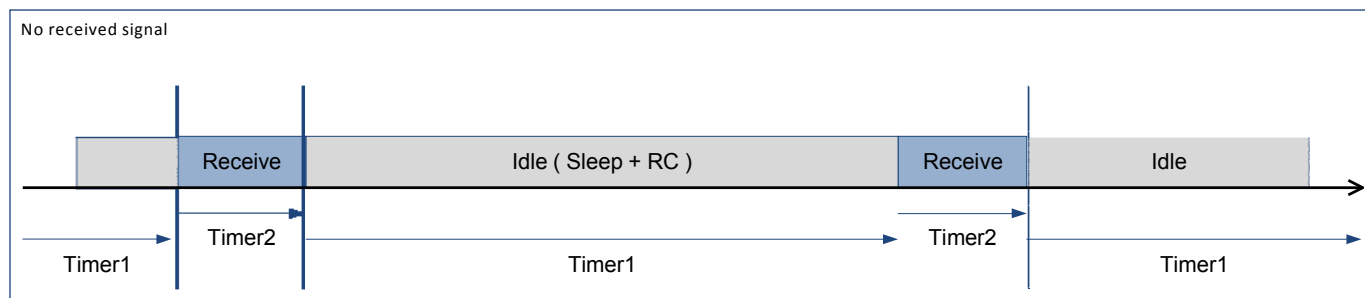 No received signal
Receive
Idle ( Sleep + RC )
Receive
Idle
Timer2
Timer2
Timer1
Timer1
Timer1